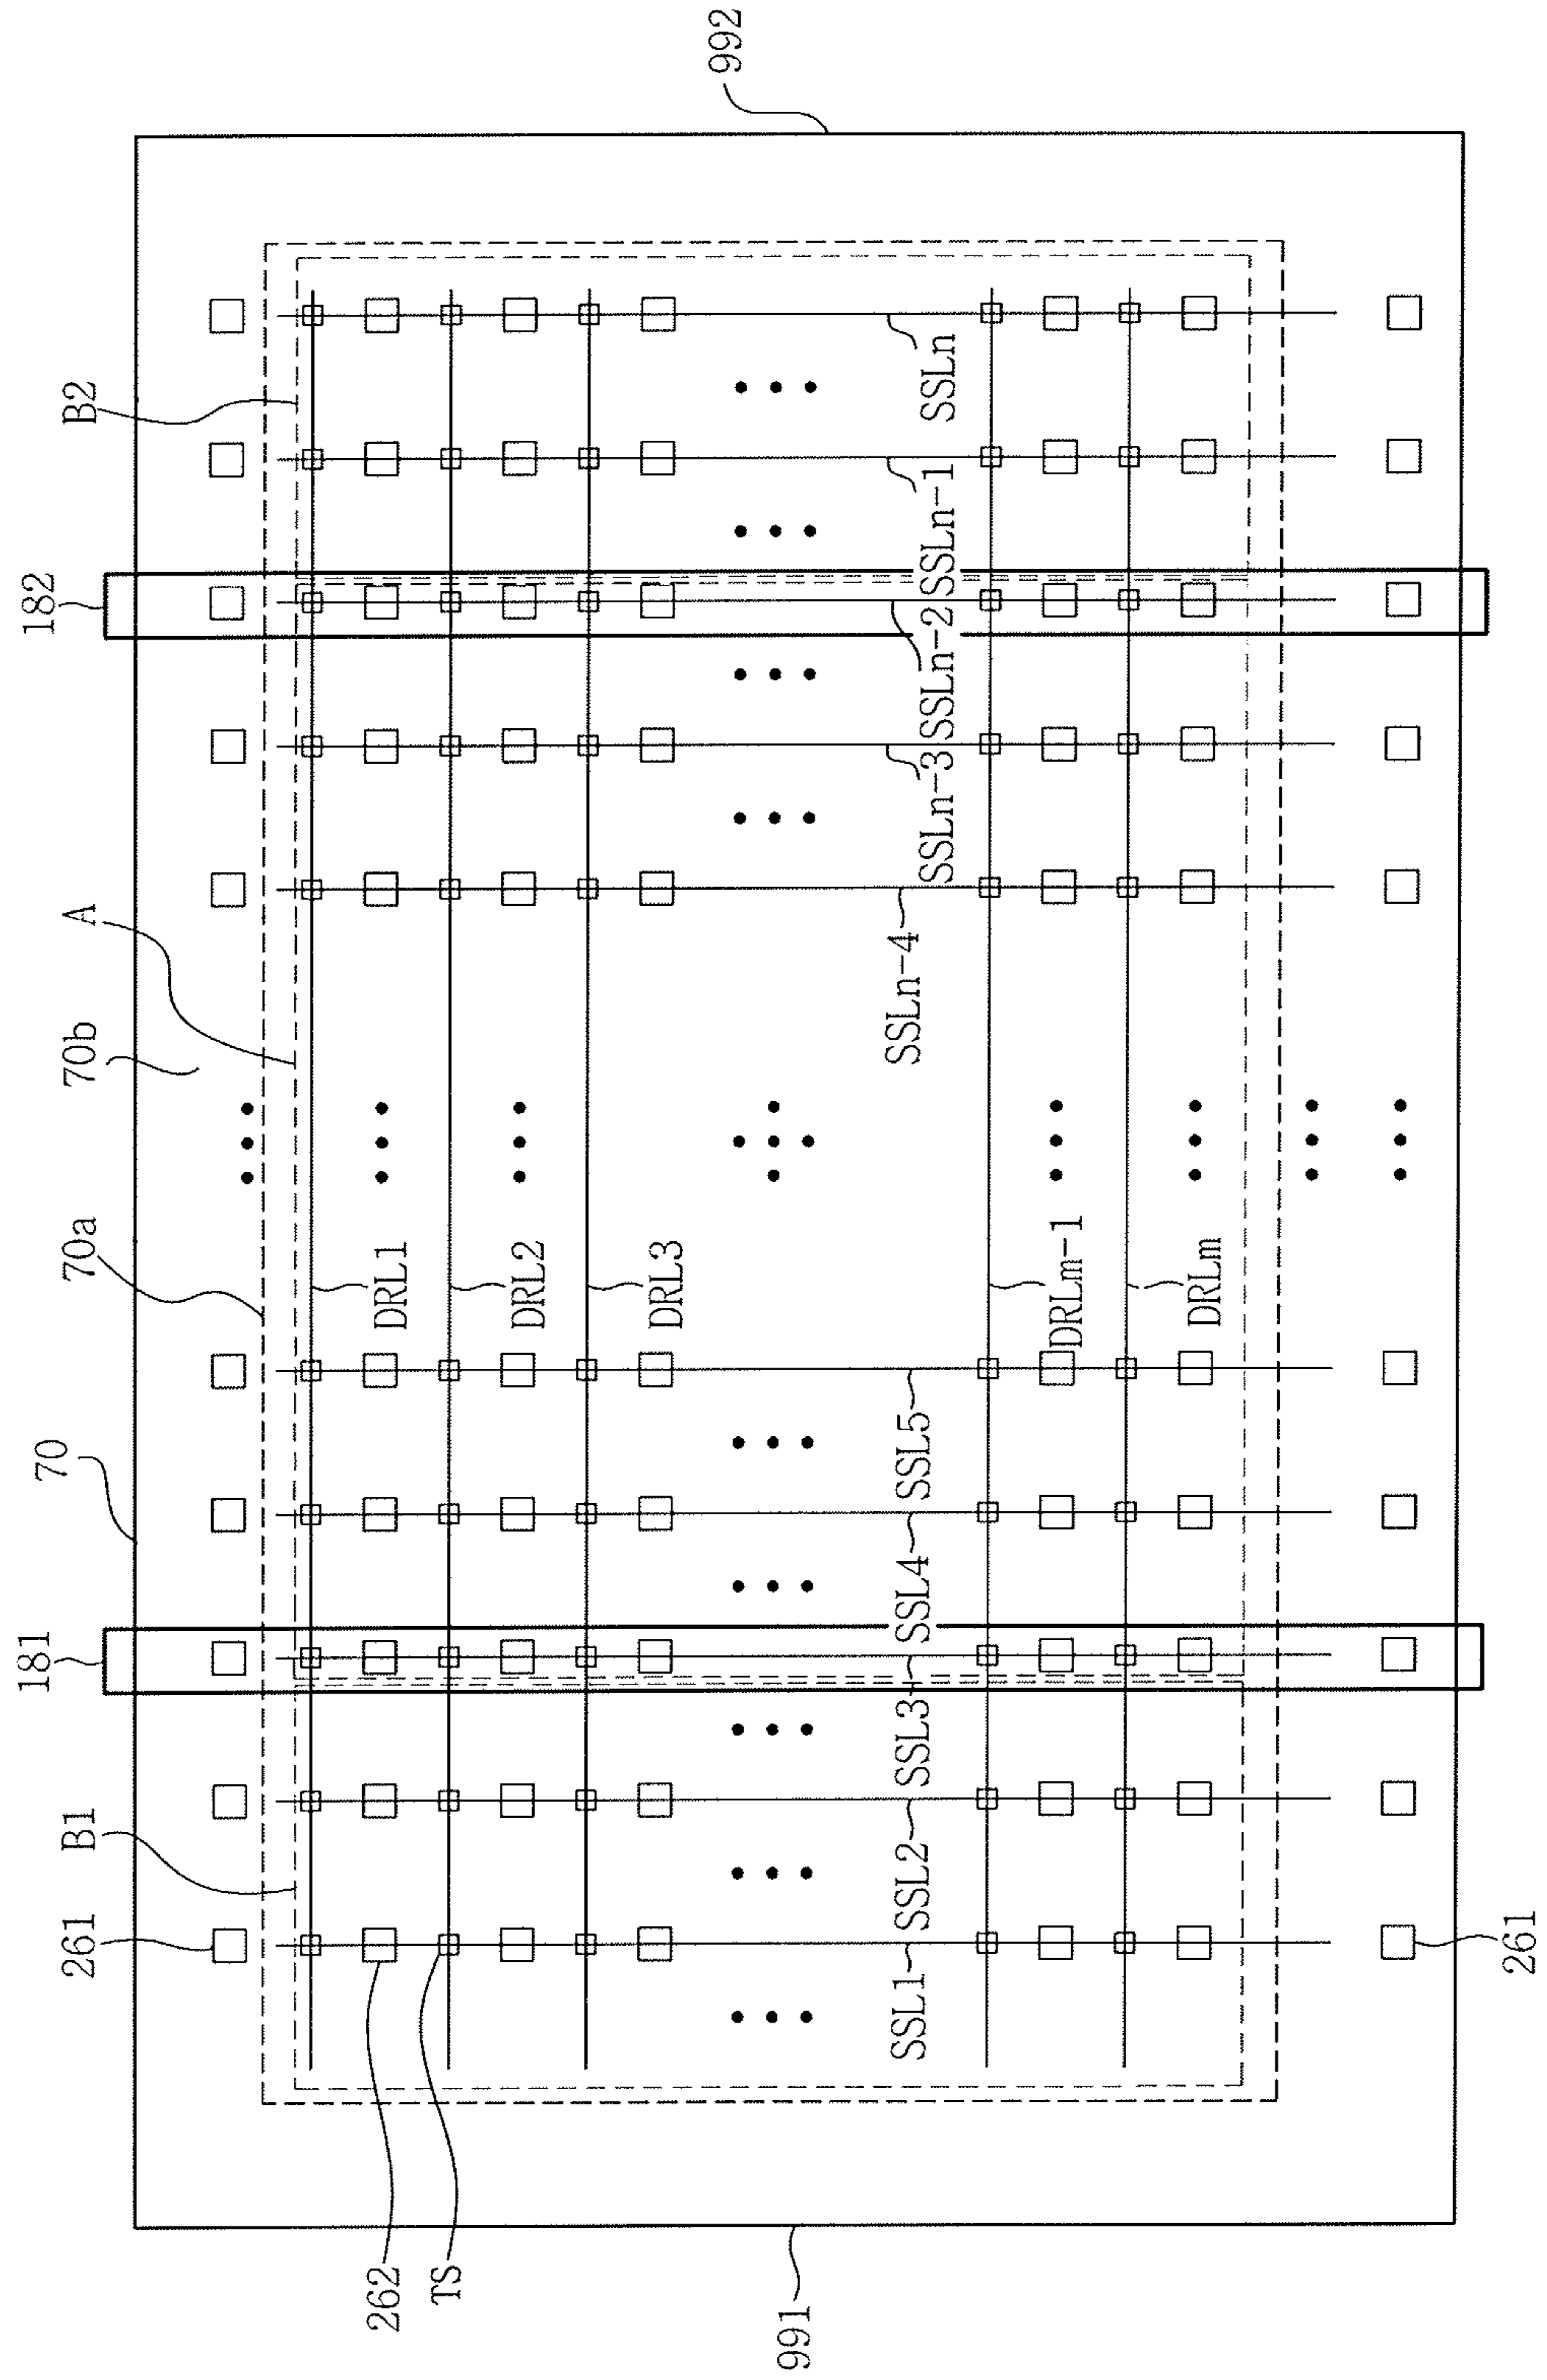 992
B2
182
A
70b
70a
70
181
B1
261
262
TS
991
261
DRL1
DRL2
DRL3
DRLm-1
DRLm
SSL1
SSL2
SSL3
SSL4
SSL5
SSLn-4
SSLn-3
SSLn-2
SSLn-1
SSLn